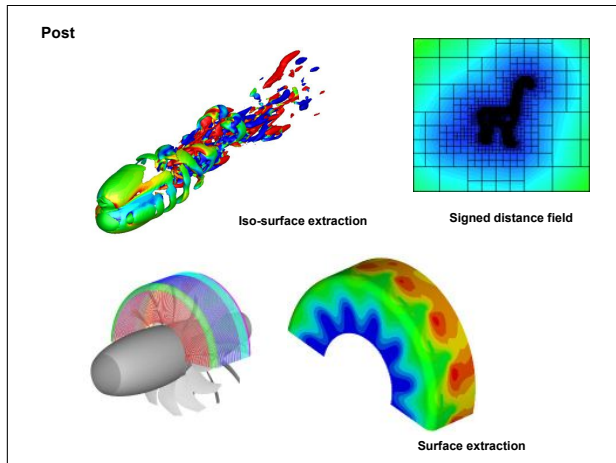 Post
Iso-surface extraction
Signed distance field
Surface extraction